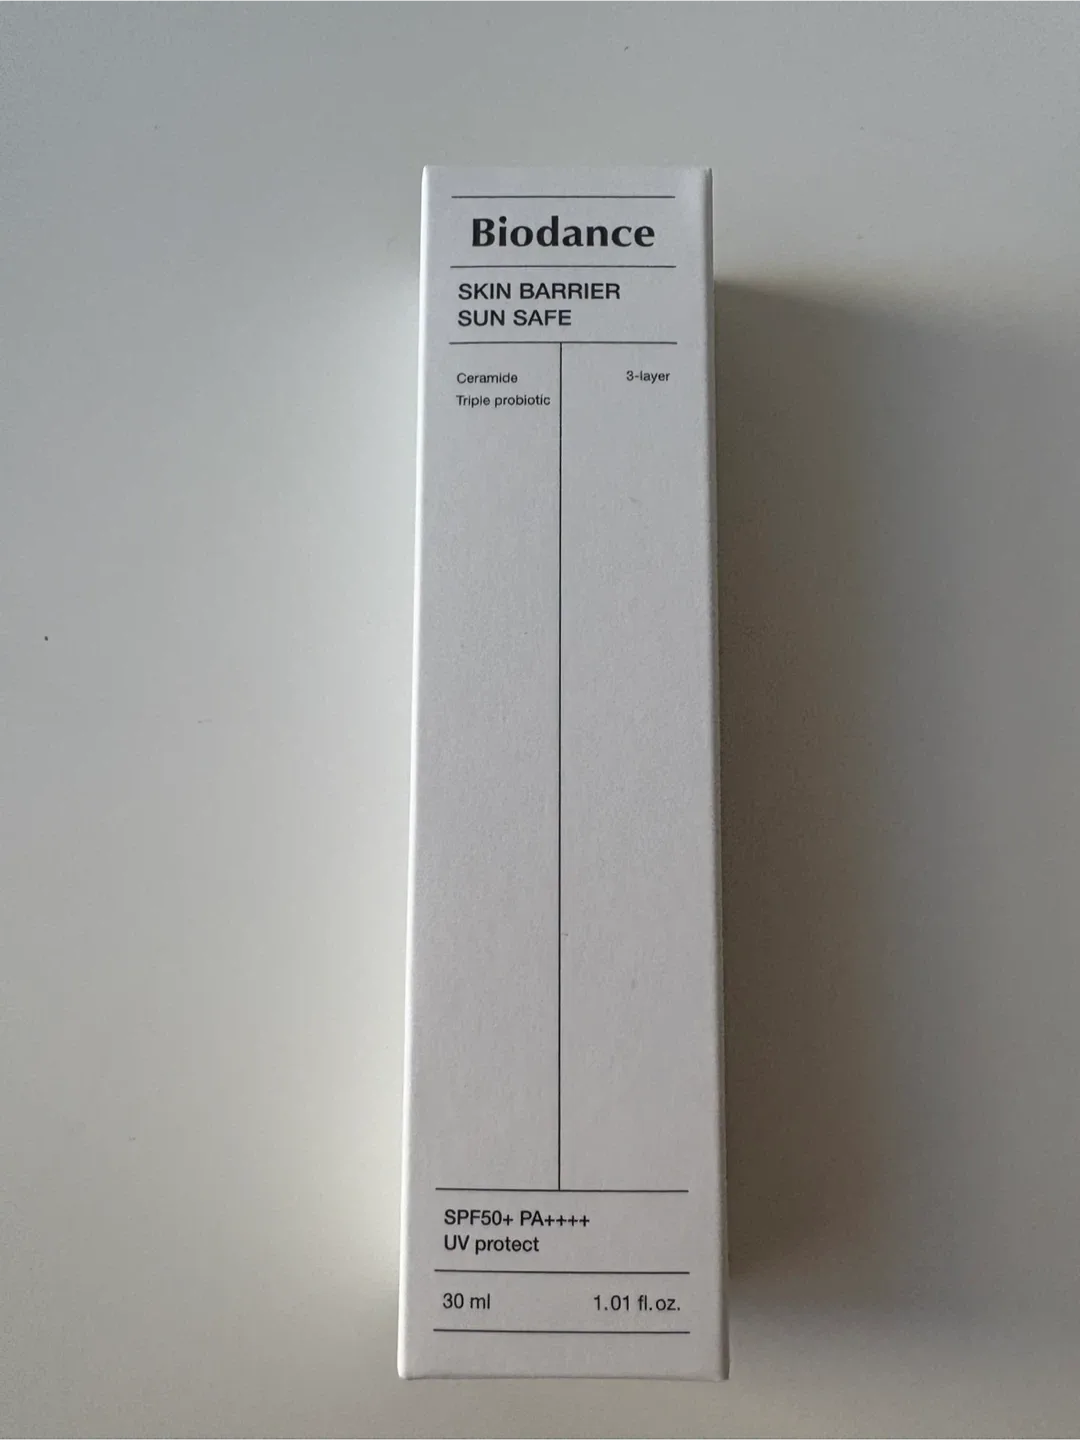 Biodance
SKIN BARRIER
SUN SAFE
Ceramide
Triple probiotic
3-layer
SPF50+ PA++++
UV protect
30 ml
1.01 fl.oz.